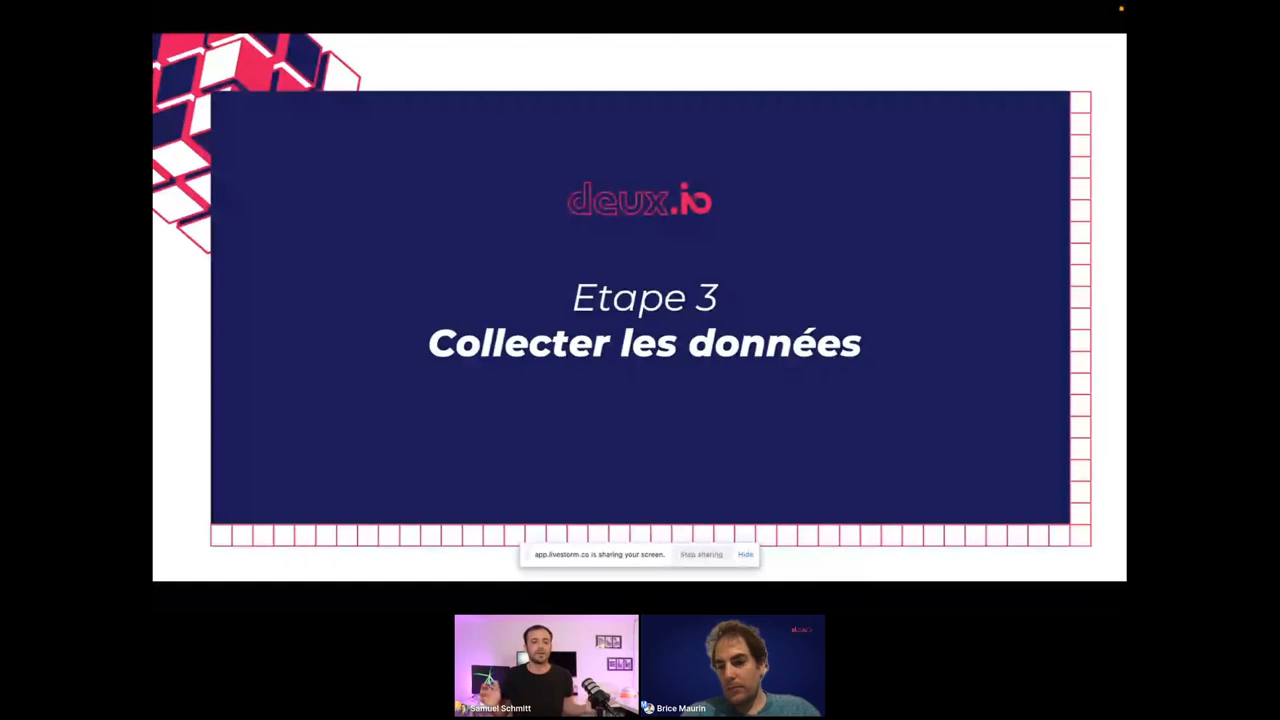 deux.io
Etape 3
Collecter les données
app.livestorm.co is sharing your screen.
Stop sharing
Hide
Samuel Schmitt
Brice Maurin